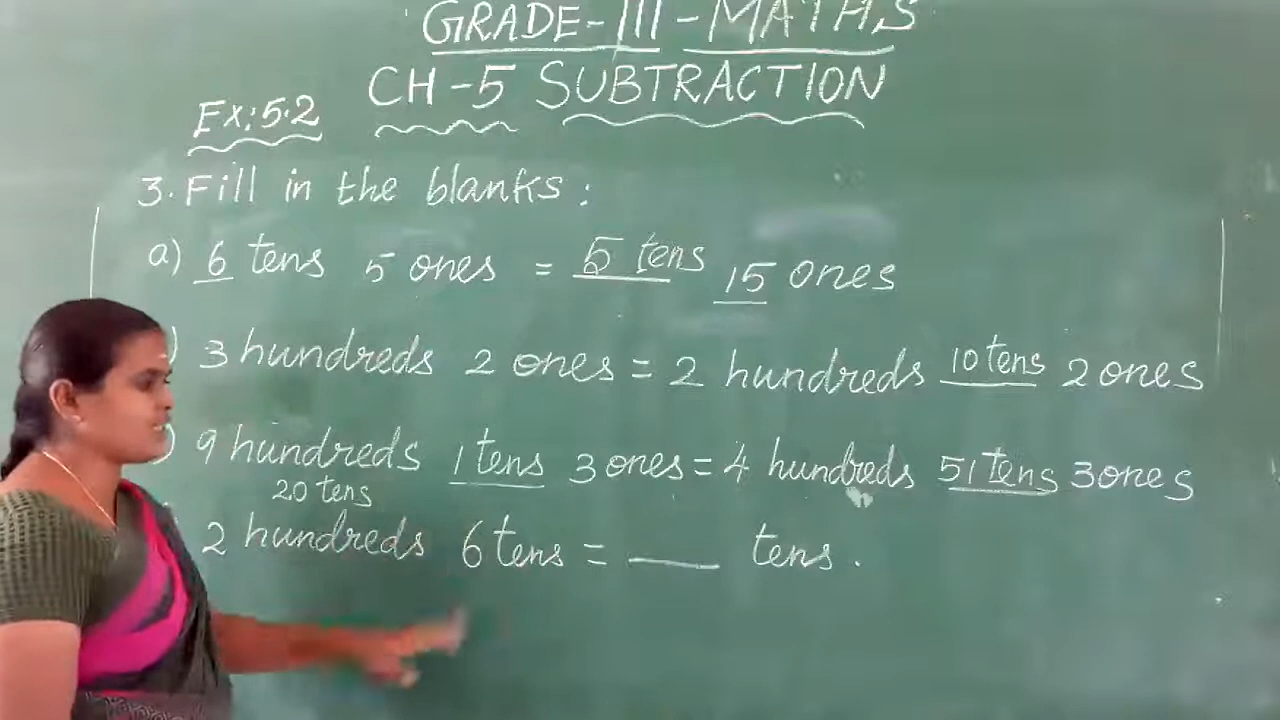 GRADE-III-MATHS
CH-5 SUBTRACTION
Ex:5.2
3. Fill in the blanks :
a) 6 tens 5 ones = 5 tens 15 ones
) 3 hundreds 2 ones = 2 hundreds 10 tens 2 ones
) 9 hundreds 1 tens 3 ones = 4 hundreds 51 tens 3 ones
20 tens
2 hundreds 6 tens = ___ tens .